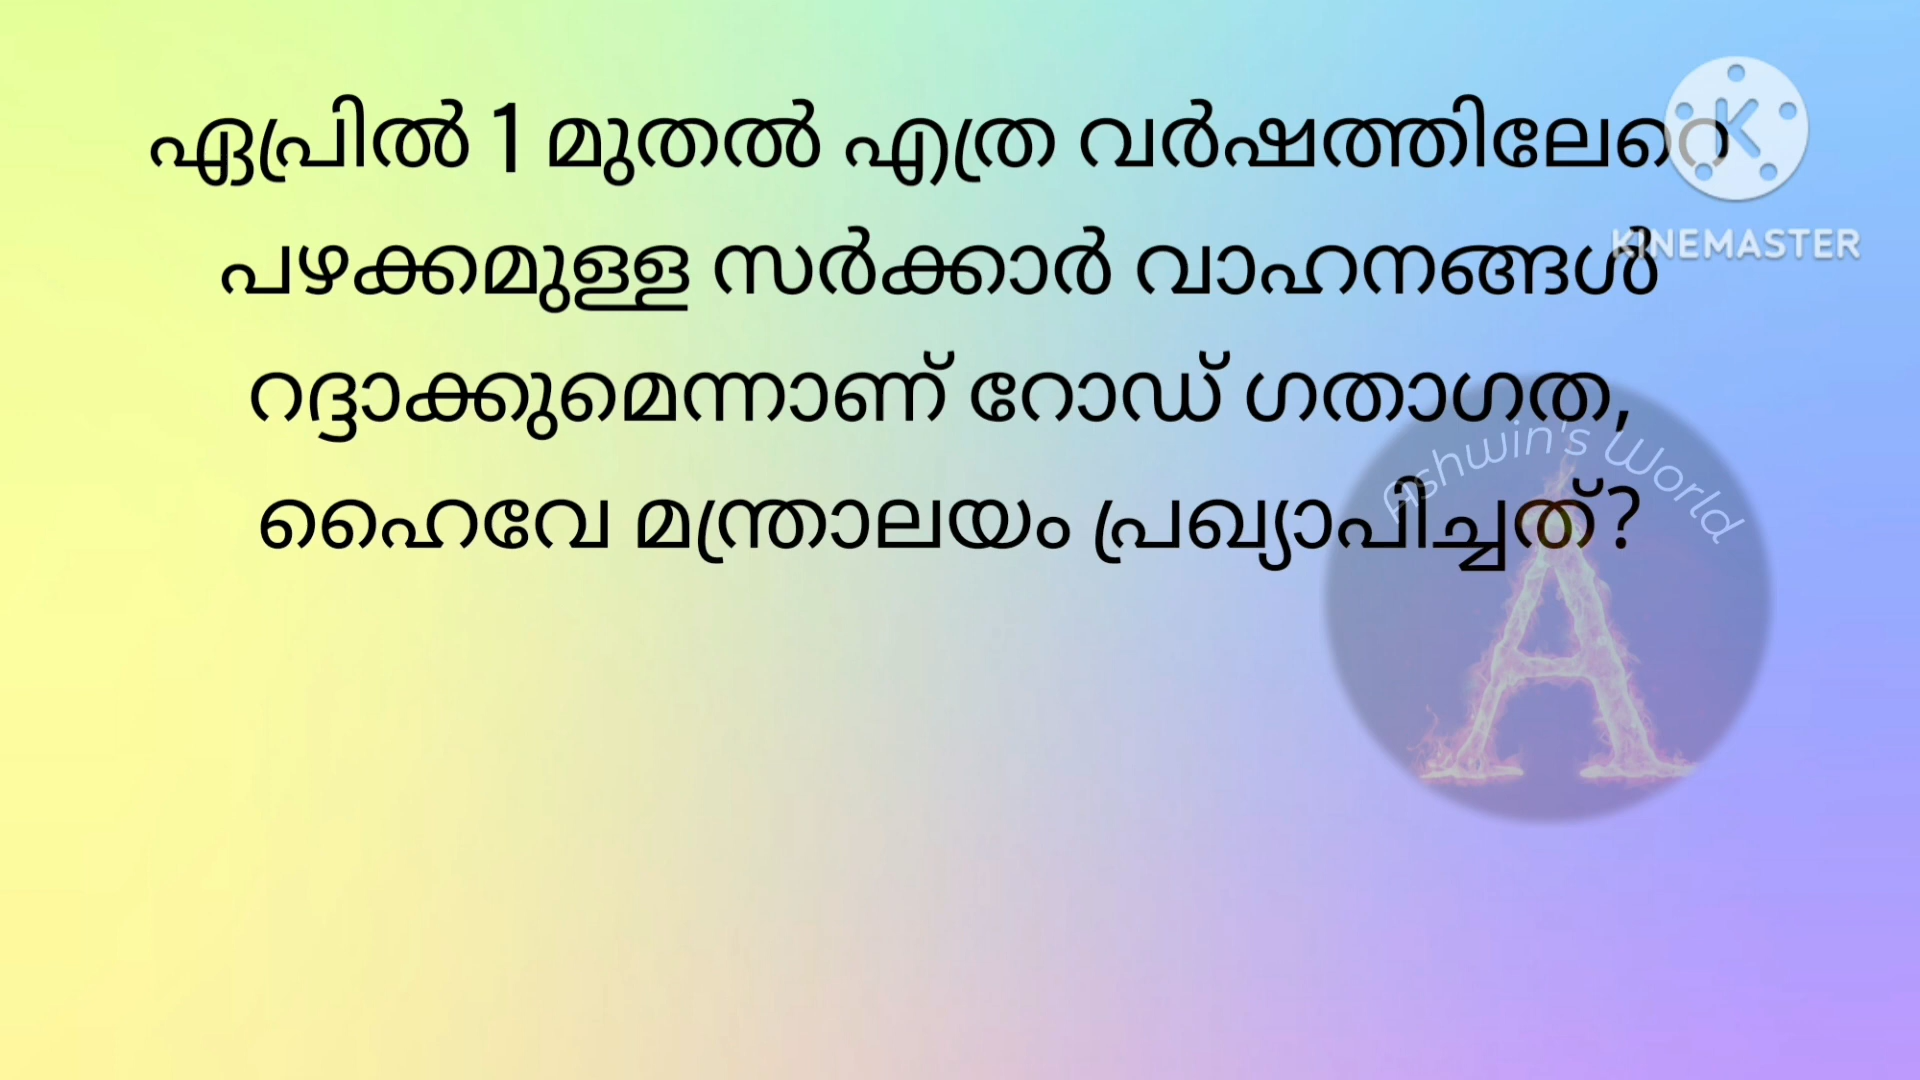 ഏപ്രിൽ 1 മുതൽ എത്ര വർഷത്തിലേറെ
പഴക്കമുള്ള സർക്കാർ വാഹനങ്ങൾ
റദ്ദാക്കുമെന്നാണ് റോഡ് ഗതാഗത,
ഹൈവേ മന്ത്രാലയം പ്രഖ്യാപിച്ചത്?
K
KINEMASTER
Ashwin's World
A